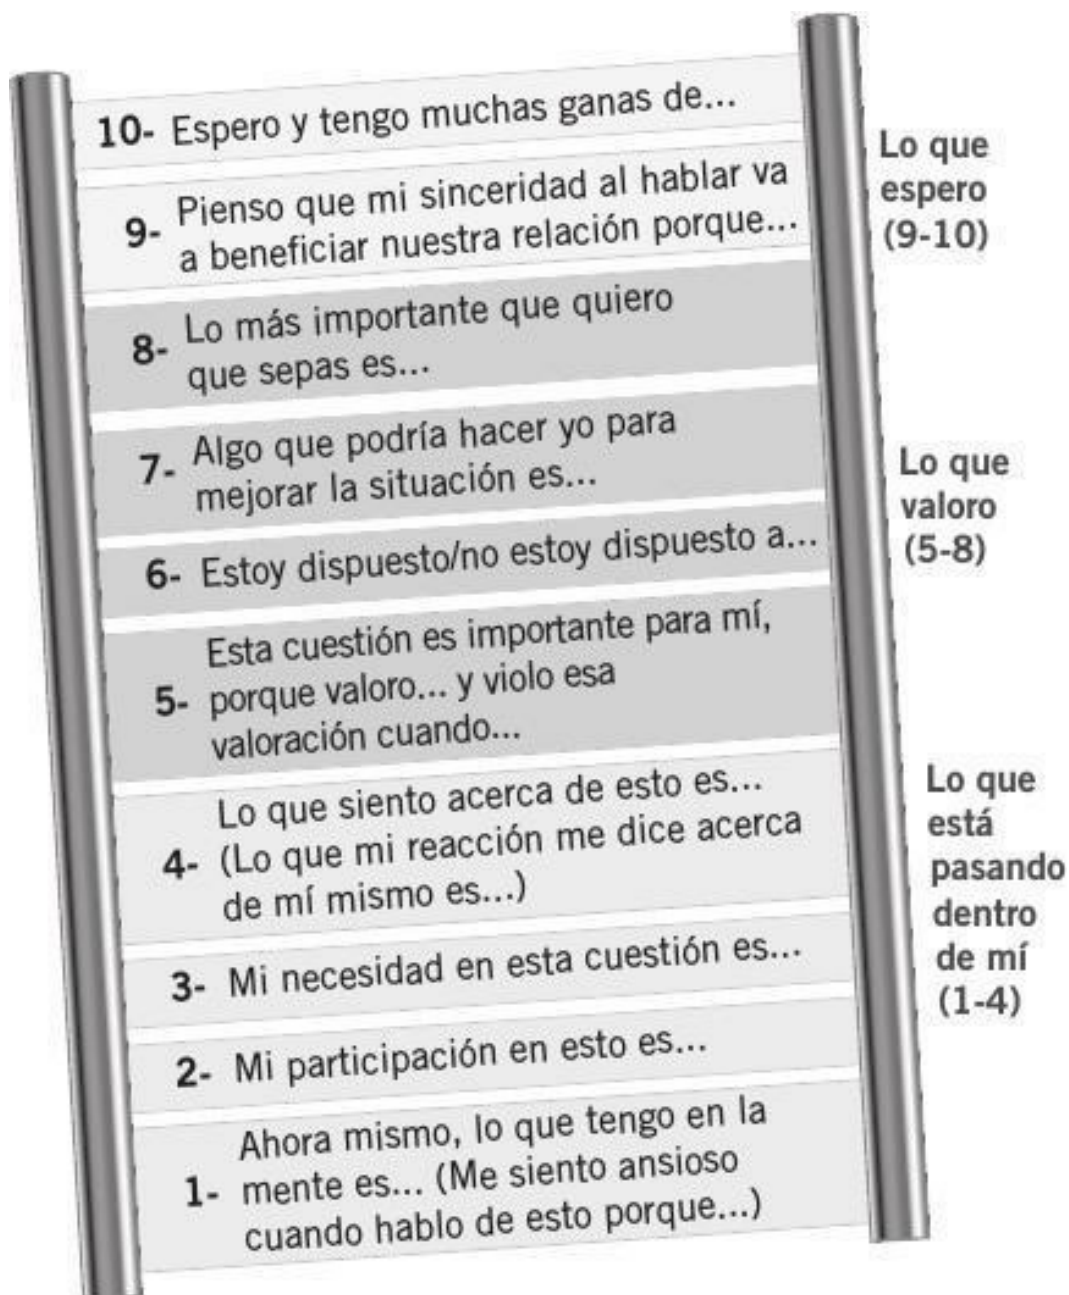 10- Espero y tengo muchas ganas de...
9- Pienso que mi sinceridad al hablar va
a beneficiar nuestra relación porque...
Lo que
espero
(9-10)
8- Lo más importante que quiero
que sepas es...
7- Algo que podría hacer yo para
mejorar la situación es...
6- Estoy dispuesto/no estoy dispuesto a...
5- Esta cuestión es importante para mí,
porque valoro... y violo esa
valoración cuando...
Lo que
valoro
(5-8)
4- Lo que siento acerca de esto es...
(Lo que mi reacción me dice acerca
de mí mismo es...)
3- Mi necesidad en esta cuestión es...
2- Mi participación en esto es...
1- Ahora mismo, lo que tengo en la
mente es... (Me siento ansioso
cuando hablo de esto porque...)
Lo que
está
pasando
dentro
de mí
(1-4)